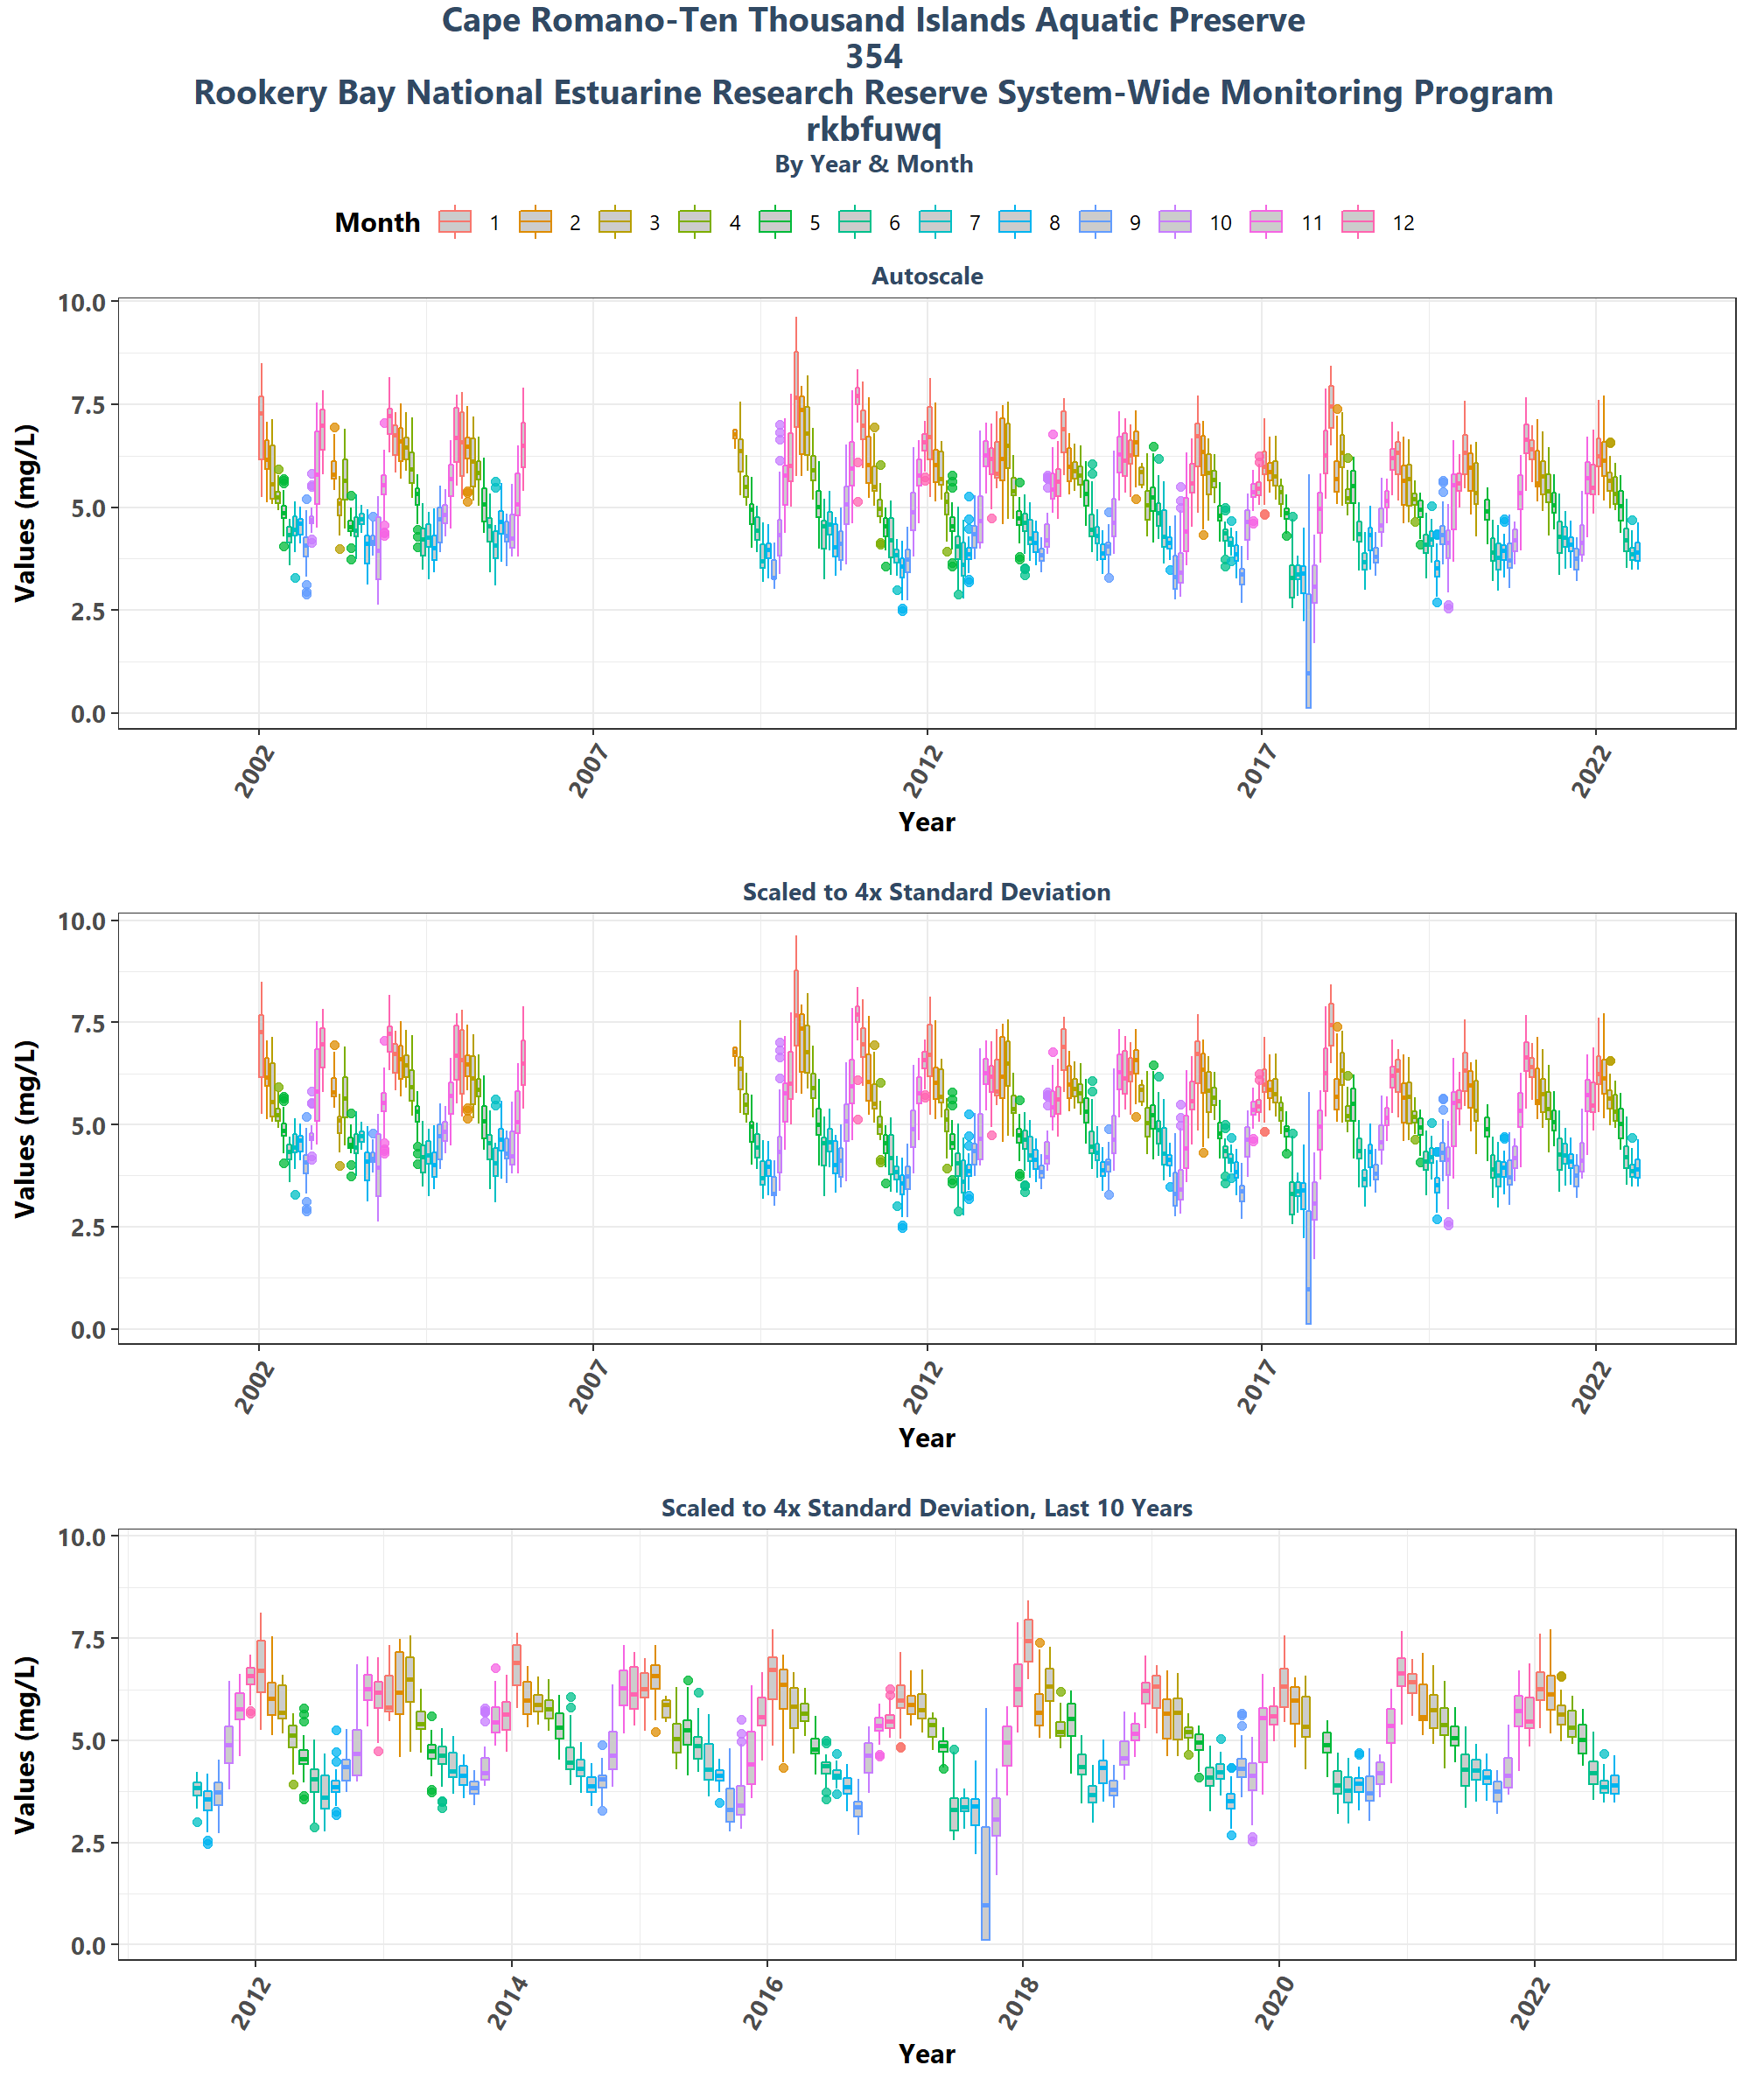 Cape Romano-Ten Thousand Islands Aquatic Preserve
354
Rookery Bay National Estuarine Research Reserve System-Wide Monitoring Program
rkbfuwq
By Year & Month
Month 1 2 3 4 5 6 7 8 9 10 11 12
Autoscale
Values (mg/L)
10.0
7.5
5.0
2.5
0.0
2002 2007 2012 2017 2022
Year
Scaled to 4x Standard Deviation
Values (mg/L)
10.0
7.5
5.0
2.5
0.0
2002 2007 2012 2017 2022
Year
Scaled to 4x Standard Deviation, Last 10 Years
Values (mg/L)
10.0
7.5
5.0
2.5
0.0
2012 2014 2016 2018 2020 2022
Year